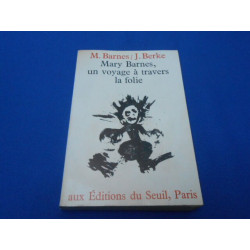 M. Barnes / J. Berke
Mary Barnes,
un voyage à travers
la folie
aux Éditions du Seuil, Paris